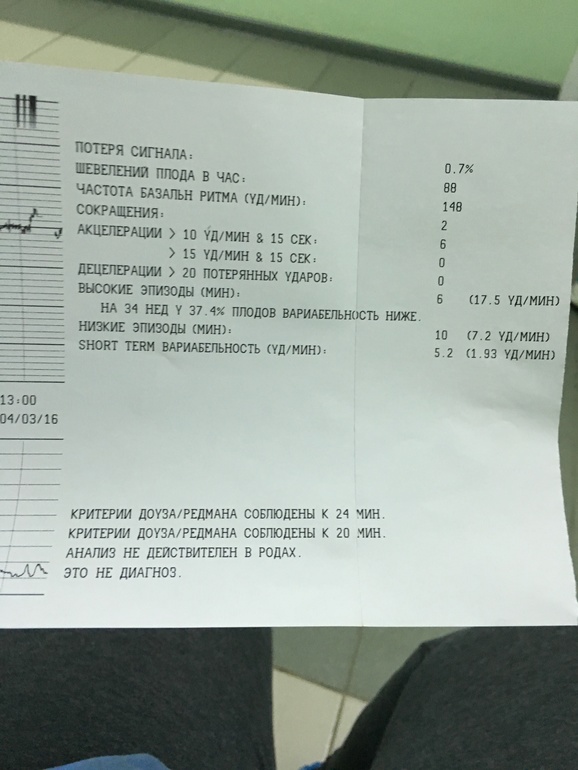 ПОТЕРЯ СИГНАЛА: 0.7%
ШЕВЕЛЕНИЙ ПЛОДА В ЧАС: 88
ЧАСТОТА БАЗАЛЬН РИТМА (УД/МИН): 148
СОКРАЩЕНИЯ: 2
АКЦЕЛЕРАЦИИ > 10 УД/МИН & 15 СЕК: 6
> 15 УД/МИН & 15 СЕК: 0
ДЕЦЕЛЕРАЦИИ > 20 ПОТЕРЯННЫХ УДАРОВ: 0
ВЫСОКИЕ ЭПИЗОДЫ (МИН): 6 (17.5 УД/МИН)
НА 34 НЕД У 37.4% ПЛОДОВ ВАРИАБЕЛЬНОСТЬ НИЖЕ.
НИЗКИЕ ЭПИЗОДЫ (МИН): 10 (7.2 УД/МИН)
SHORT TERM ВАРИАБЕЛЬНОСТЬ (УД/МИН): 5.2 (1.93 УД/МИН)
13:00
04/03/16
КРИТЕРИИ ДОУЗА/РЕДМАНА СОБЛЮДЕНЫ К 24 МИН.
КРИТЕРИИ ДОУЗА/РЕДМАНА СОБЛЮДЕНЫ К 20 МИН.
АНАЛИЗ НЕ ДЕЙСТВИТЕЛЕН В РОДАХ.
ЭТО НЕ ДИАГНОЗ.